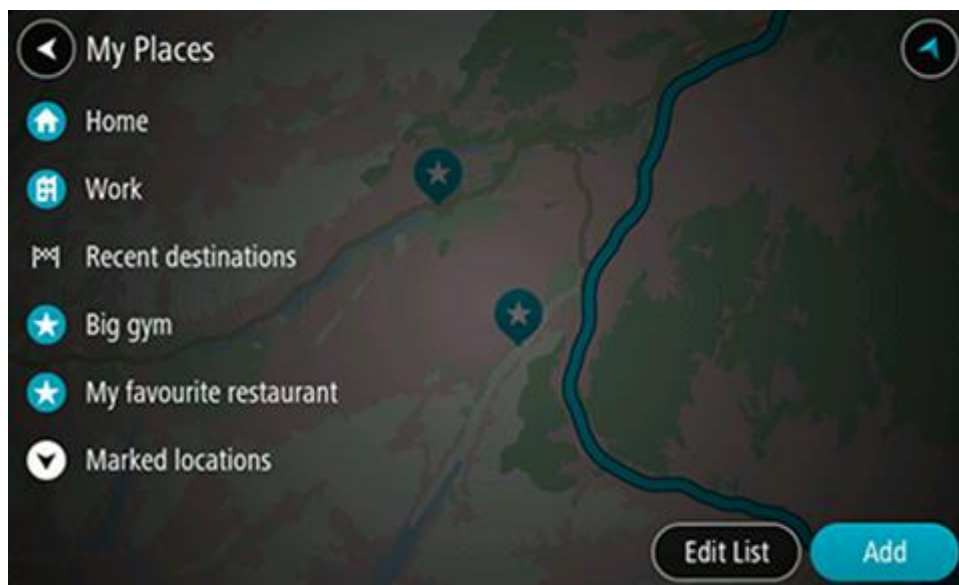 My Places
Home
Work
Recent destinations
Big gym
My favourite restaurant
Marked locations
Edit List
Add